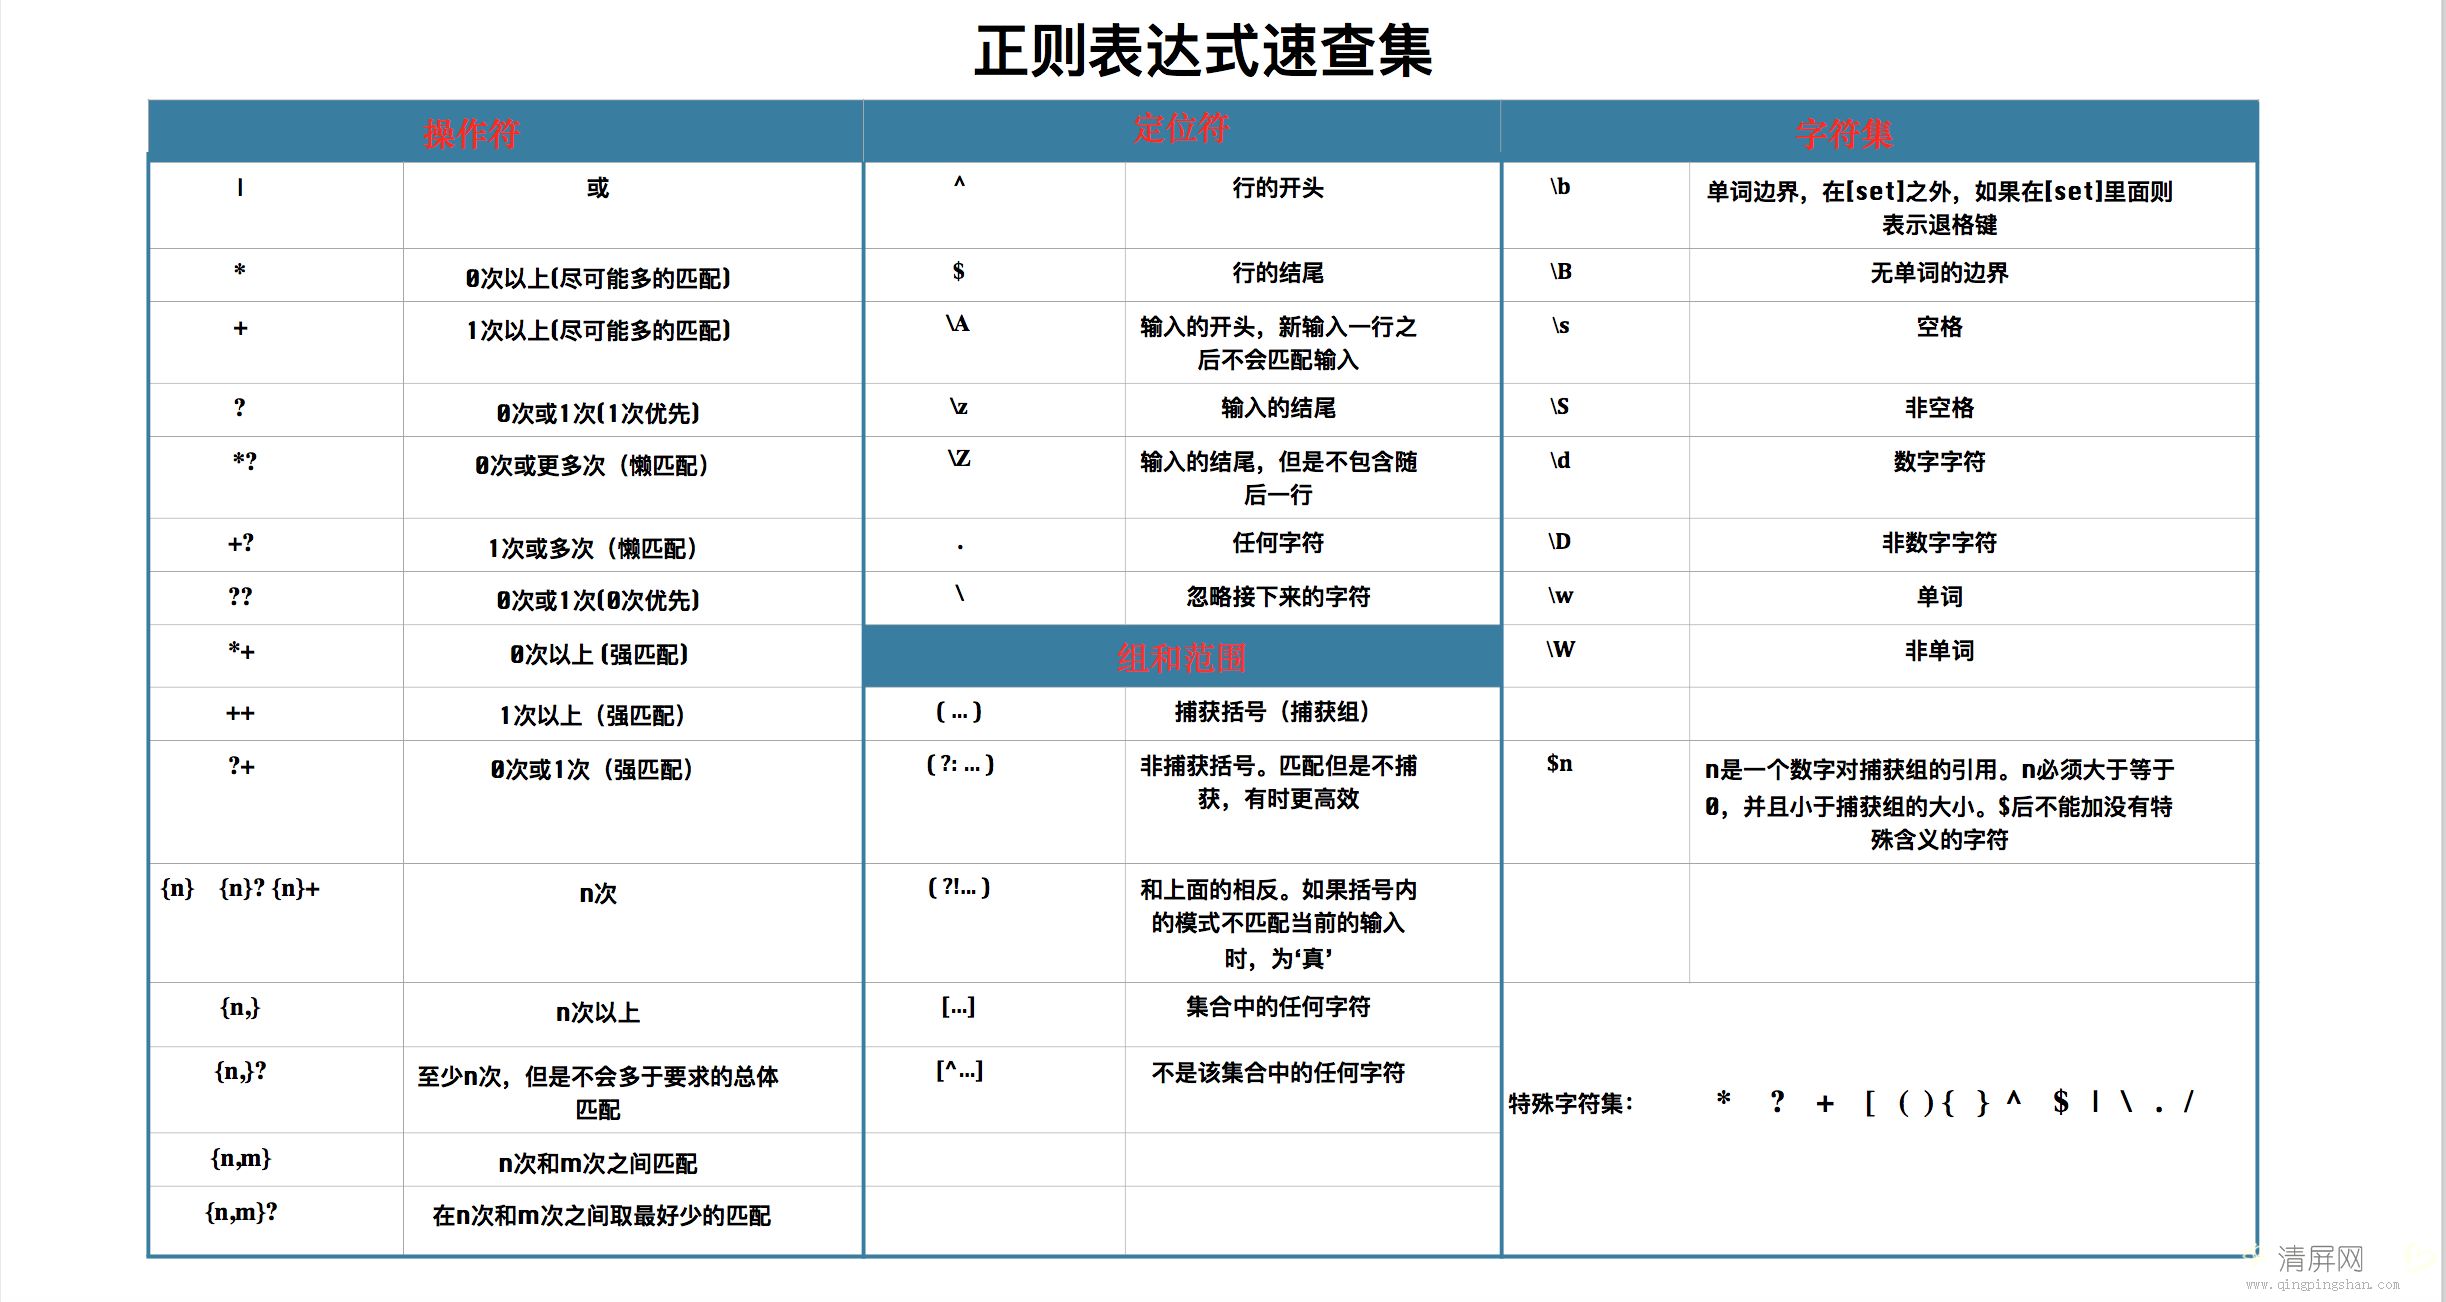 正则表达式速查集
操作符
| 或
* 0次以上(尽可能多的匹配)
+ 1次以上(尽可能多的匹配)
? 0次或1次(1次优先)
*? 0次或更多次（懒匹配）
+? 1次或多次（懒匹配）
?? 0次或1次(0次优先)
*+ 0次以上 (强匹配)
++ 1次以上（强匹配）
?+ 0次或1次（强匹配）
{n} {n}? {n}+ n次
{n,} n次以上
{n,}? 至少n次，但是不会多于要求的总体
匹配
{n,m} n次和m次之间匹配
{n,m}? 在n次和m次之间取最好少的匹配
定位符
^ 行的开头
$ 行的结尾
\A 输入的开头，新输入一行之
后不会匹配输入
\z 输入的结尾
\Z 输入的结尾，但是不包含随
后一行
. 任何字符
\ 忽略接下来的字符
组和范围
( ... ) 捕获括号（捕获组）
( ?: ... ) 非捕获括号。匹配但是不捕
获，有时更高效
( ?!... ) 和上面的相反。如果括号内
的模式不匹配当前的输入
时，为‘真’
[...] 集合中的任何字符
[^...] 不是该集合中的任何字符
字符集
\b 单词边界，在[set]之外，如果在[set]里面则
表示退格键
\B 无单词的边界
\s 空格
\S 非空格
\d 数字字符
\D 非数字字符
\w 单词
\W 非单词
$n n是一个数字对捕获组的引用。n必须大于等于
0，并且小于捕获组的大小。$后不能加没有特
殊含义的字符
特殊字符集： * ? + [ ( ) { } ^ $ | \ . /
清屏网
www.qingpingshan.com